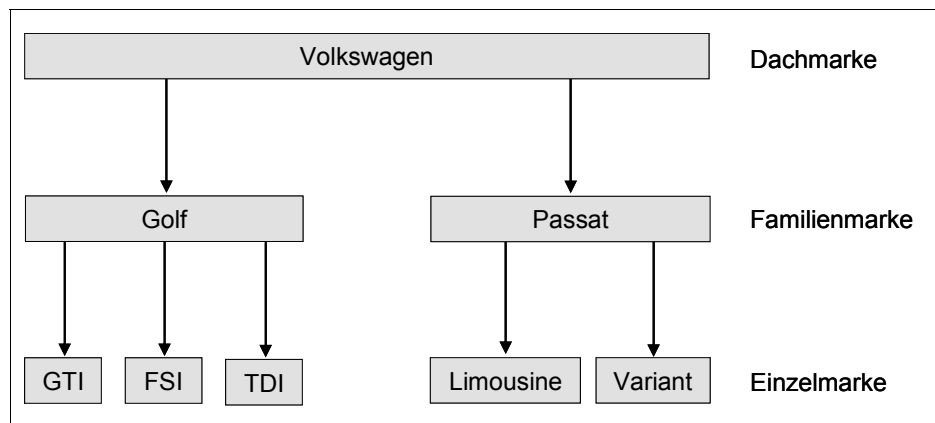 Volkswagen Dachmarke
Golf Passat Familienmarke
GTI FSI TDI Limousine Variant Einzelmarke